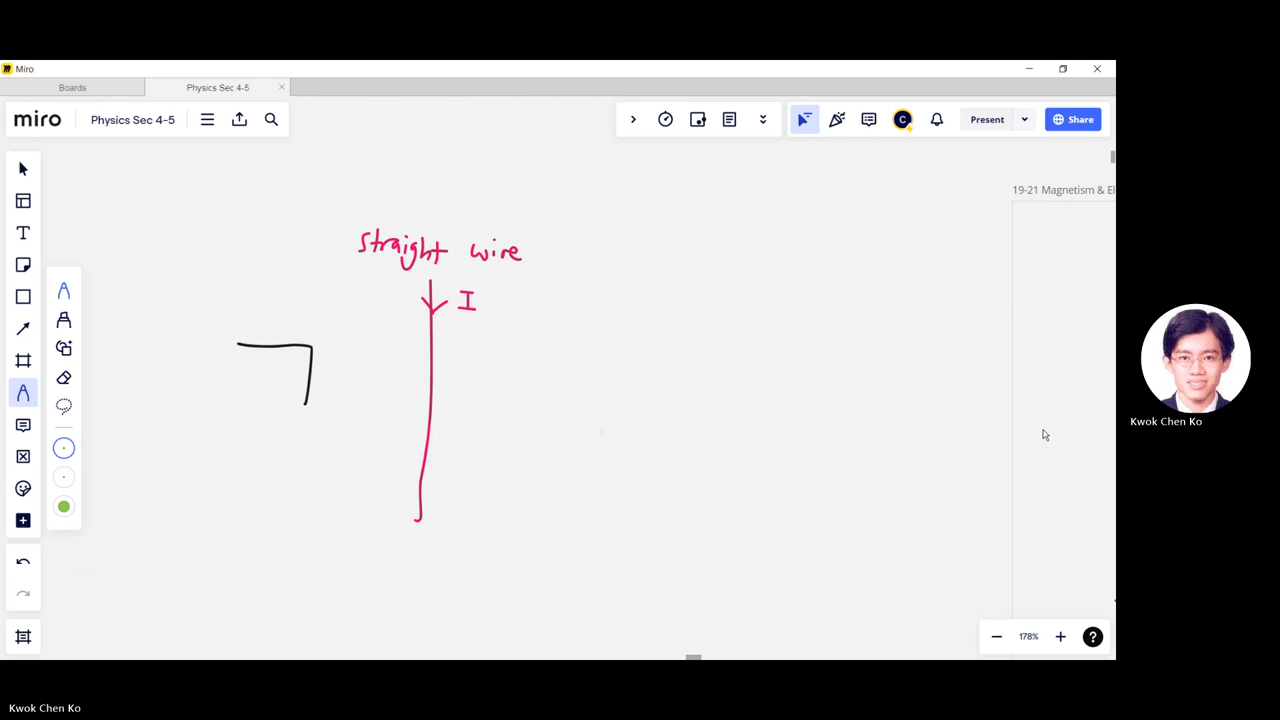 Miro
Boards
Physics Sec 4-5
miro
Physics Sec 4-5
C
Present
Share
19-21 Magnetism & El
straight wire
I
Kwok Chen Ko
178%
?
Kwok Chen Ko